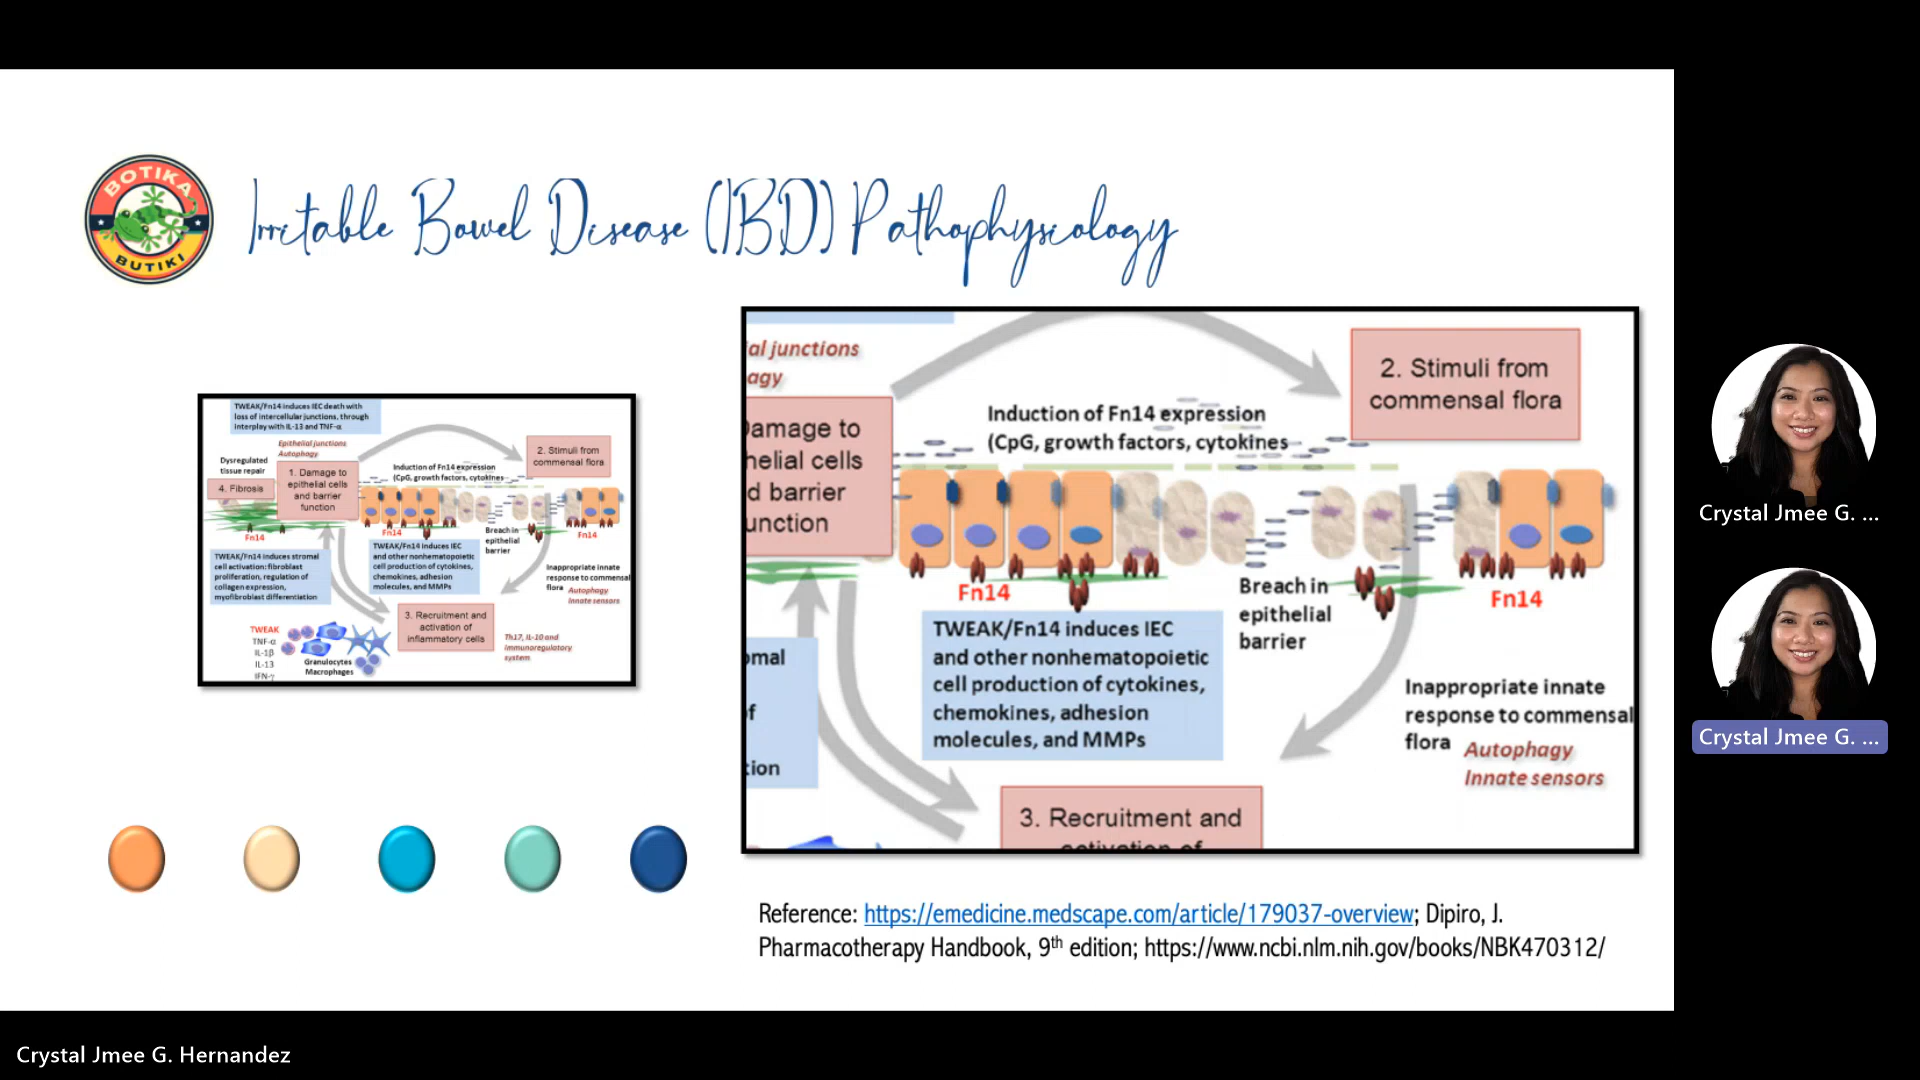 BOTIKA
BUTIKI
Irritable Bowel Disease (IBD) Pathophysiology
TWEAK/Fn14 induces IEC death with
loss of intercellular junctions, through
interplay with IL-13 and TNF-α
Epithelial junctions
Autophagy
Dysregulated
tissue repair
4. Fibrosis
1. Damage to
epithelial cells
and barrier
function
Induction of Fn14 expression
(CpG, growth factors, cytokines
2. Stimuli from
commensal flora
Fn14
Fn14
Fn14
Breach in
epithelial
barrier
TWEAK/Fn14 induces stromal
cell activation: fibroblast
proliferation, regulation of
collagen expression,
myofibroblast differentiation
TWEAK/Fn14 induces IEC
and other nonhematopoietic
cell production of cytokines,
chemokines, adhesion
molecules, and MMPs
Inappropriate innate
response to commensal
flora Autophagy
Innate sensors
3. Recruitment and
activation of
inflammatory cells
TWEAK
TNF-α
IL-1β
IL-13
IFN-γ
Granulocytes
Macrophages
Th17, IL-10 and
immunoregulatory
system
al junctions
agy
Damage to
helial cells
d barrier
unction
Induction of Fn14 expression
(CpG, growth factors, cytokines
2. Stimuli from
commensal flora
Fn14
Fn14
Breach in
epithelial
barrier
TWEAK/Fn14 induces IEC
and other nonhematopoietic
cell production of cytokines,
chemokines, adhesion
molecules, and MMPs
omal
of
tion
Inappropriate innate
response to commensal
flora Autophagy
Innate sensors
3. Recruitment and
activation of
Reference: https://emedicine.medscape.com/article/179037-overview; Dipiro, J.
Pharmacotherapy Handbook, 9th edition; https://www.ncbi.nlm.nih.gov/books/NBK470312/
Crystal Jmee G. ...
Crystal Jmee G. ...
Crystal Jmee G. Hernandez